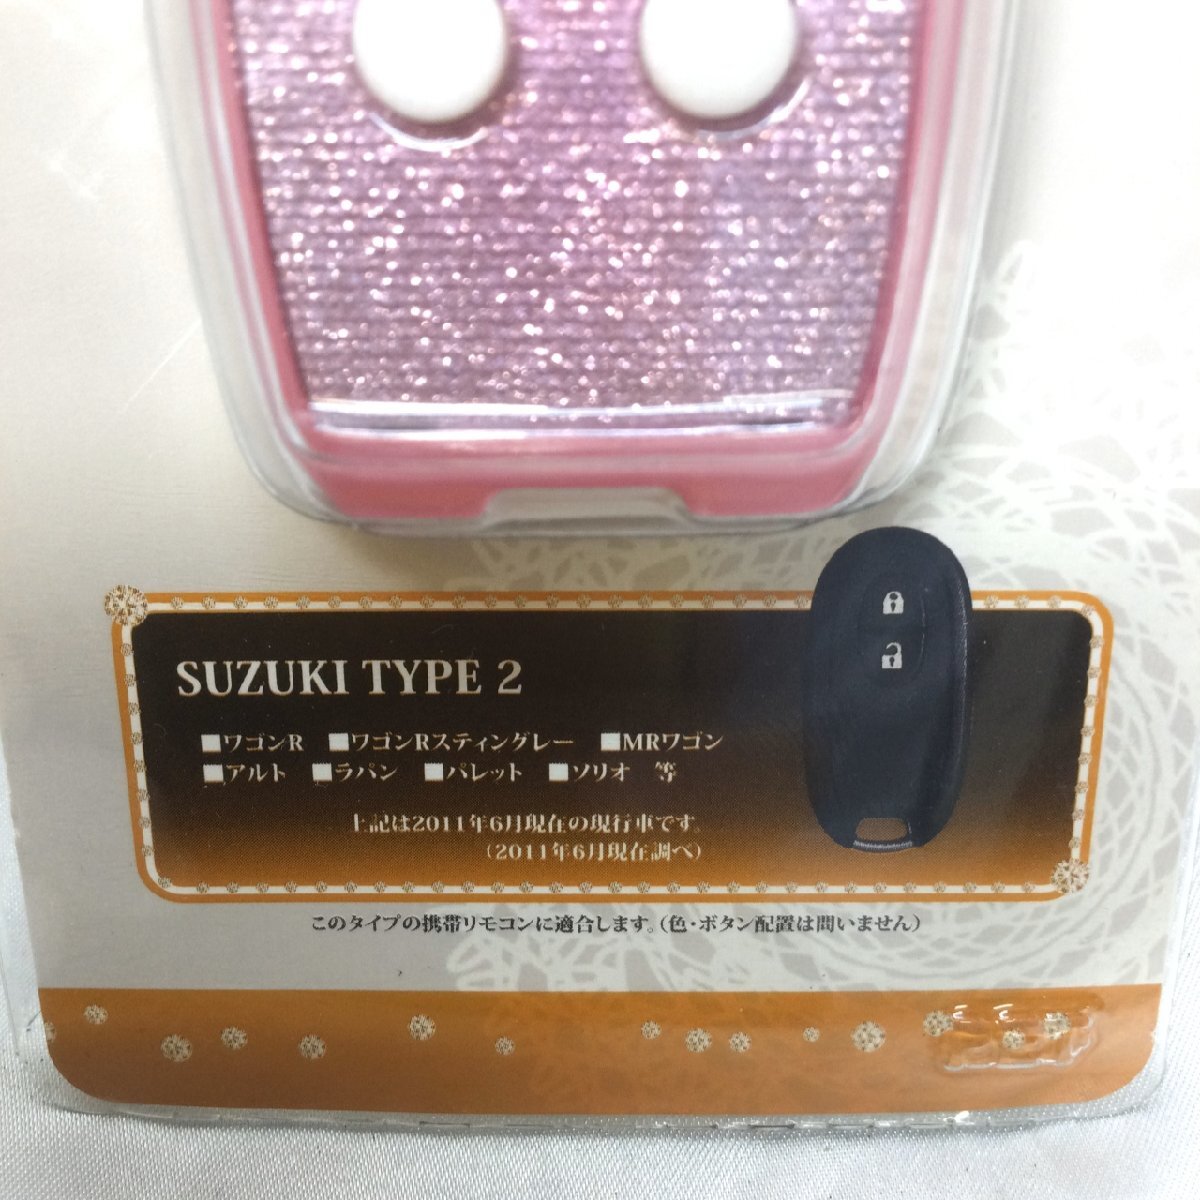 SUZUKI TYPE 2
■ワゴンR ■ワゴンRスティングレー ■MRワゴン
■アルト ■ラパン ■パレット ■ソリオ 等
上記は2011年6月現在の現行車です。
(2011年6月現在調べ)
このタイプの携帯リモコンに適合します。(色・ボタン配置は問いません)